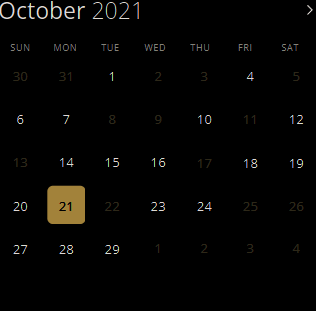 October 2021
SUN MON TUE WED THU FRI SAT
30 31 1 2 3 4 5
6 7 8 9 10 11 12
13 14 15 16 17 18 19
20 21 22 23 24 25 26
27 28 29 1 2 3 4